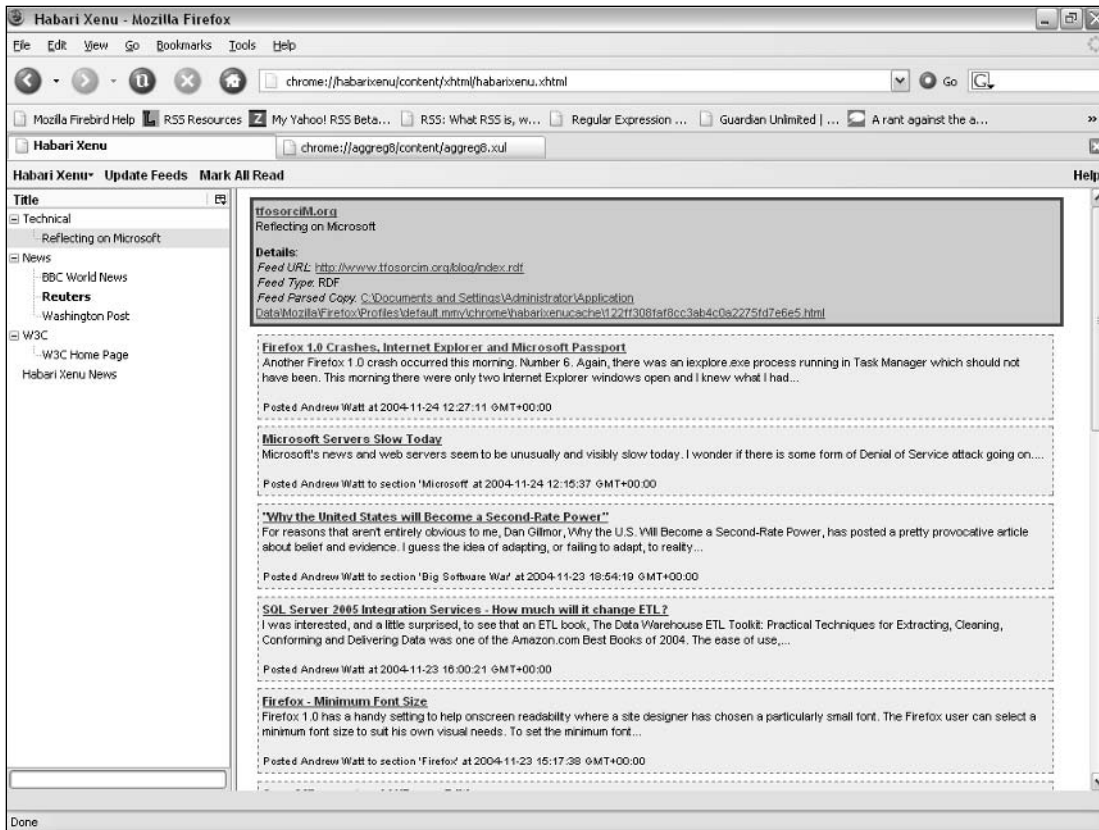 Habari Xenu - Mozilla Firefox
File Edit View Go Bookmarks Tools Help
chrome://habarixenu/content/xhtml/habarixenu.xhtml
Go
G
Mozilla Firebird Help
RSS Resources
My Yahoo! RSS Beta...
RSS: What RSS is, w...
Regular Expression ...
Guardian Unlimited | ...
A rant against the a...
»
Habari Xenu
chrome://aggreg8/content/aggreg8.xul
Habari Xenu Update Feeds Mark All Read Help
Title
Technical
Reflecting on Microsoft
News
BBC World News
Reuters
Washington Post
W3C
W3C Home Page
Habari Xenu News
tfosorciM.org
Reflecting on Microsoft
Details:
Feed URL: http://www.tfosorcim.org/blog/index.rdf
Feed Type: RDF
Feed Parsed Copy: C:\Documents and Settings\Administrator\Application
Data\Mozilla\Firefox\Profiles\default.mmy\chrome\habarixenucache\122ff308faf8cc3ab4c0a2275fd7e6e5.html
Firefox 1.0 Crashes, Internet Explorer and Microsoft Passport
Another Firefox 1.0 crash occurred this morning. Number 6. Again, there was an iexplore.exe process running in Task Manager which should not
have been. This morning there were only two Internet Explorer windows open and I knew what I had...
Posted Andrew Watt at 2004-11-24 12:27:11 GMT+00:00
Microsoft Servers Slow Today
Microsoft's news and web servers seem to be unusually and visibly slow today. I wonder if there is some form of Denial of Service attack going on....
Posted Andrew Watt to section 'Microsoft' at 2004-11-24 12:15:37 GMT+00:00
"Why the United States will Become a Second-Rate Power"
For reasons that aren't entirely obvious to me, Dan Gillmor, Why the U.S. Will Become a Second-Rate Power, has posted a pretty provocative article
about belief and evidence. I guess the idea of adapting, or failing to adapt, to reality...
Posted Andrew Watt to section 'Big Software War' at 2004-11-23 18:54:19 GMT+00:00
SQL Server 2005 Integration Services - How much will it change ETL?
I was interested, and a little surprised, to see that an ETL book, The Data Warehouse ETL Toolkit: Practical Techniques for Extracting, Cleaning,
Conforming and Delivering Data was one of the Amazon.com Best Books of 2004. The ease of use,...
Posted Andrew Watt at 2004-11-23 16:00:21 GMT+00:00
Firefox - Minimum Font Size
Firefox 1.0 has a handy setting to help onscreen readability where a site designer has chosen a particularly small font. The Firefox user can select a
minimum font size to suit his own visual needs. To set the minimum font...
Posted Andrew Watt to section 'Firefox' at 2004-11-23 15:17:38 GMT+00:00
Done